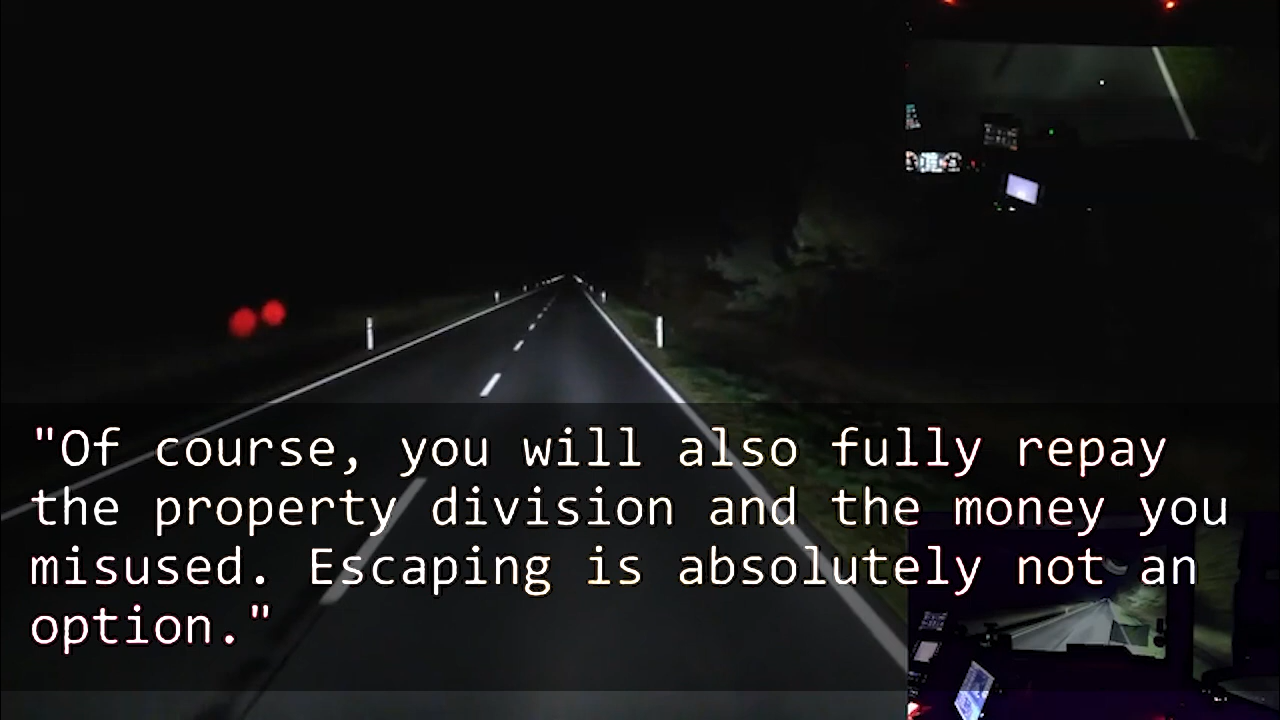 "Of course, you will also fully repay
the property division and the money you
misused. Escaping is absolutely not an
option."